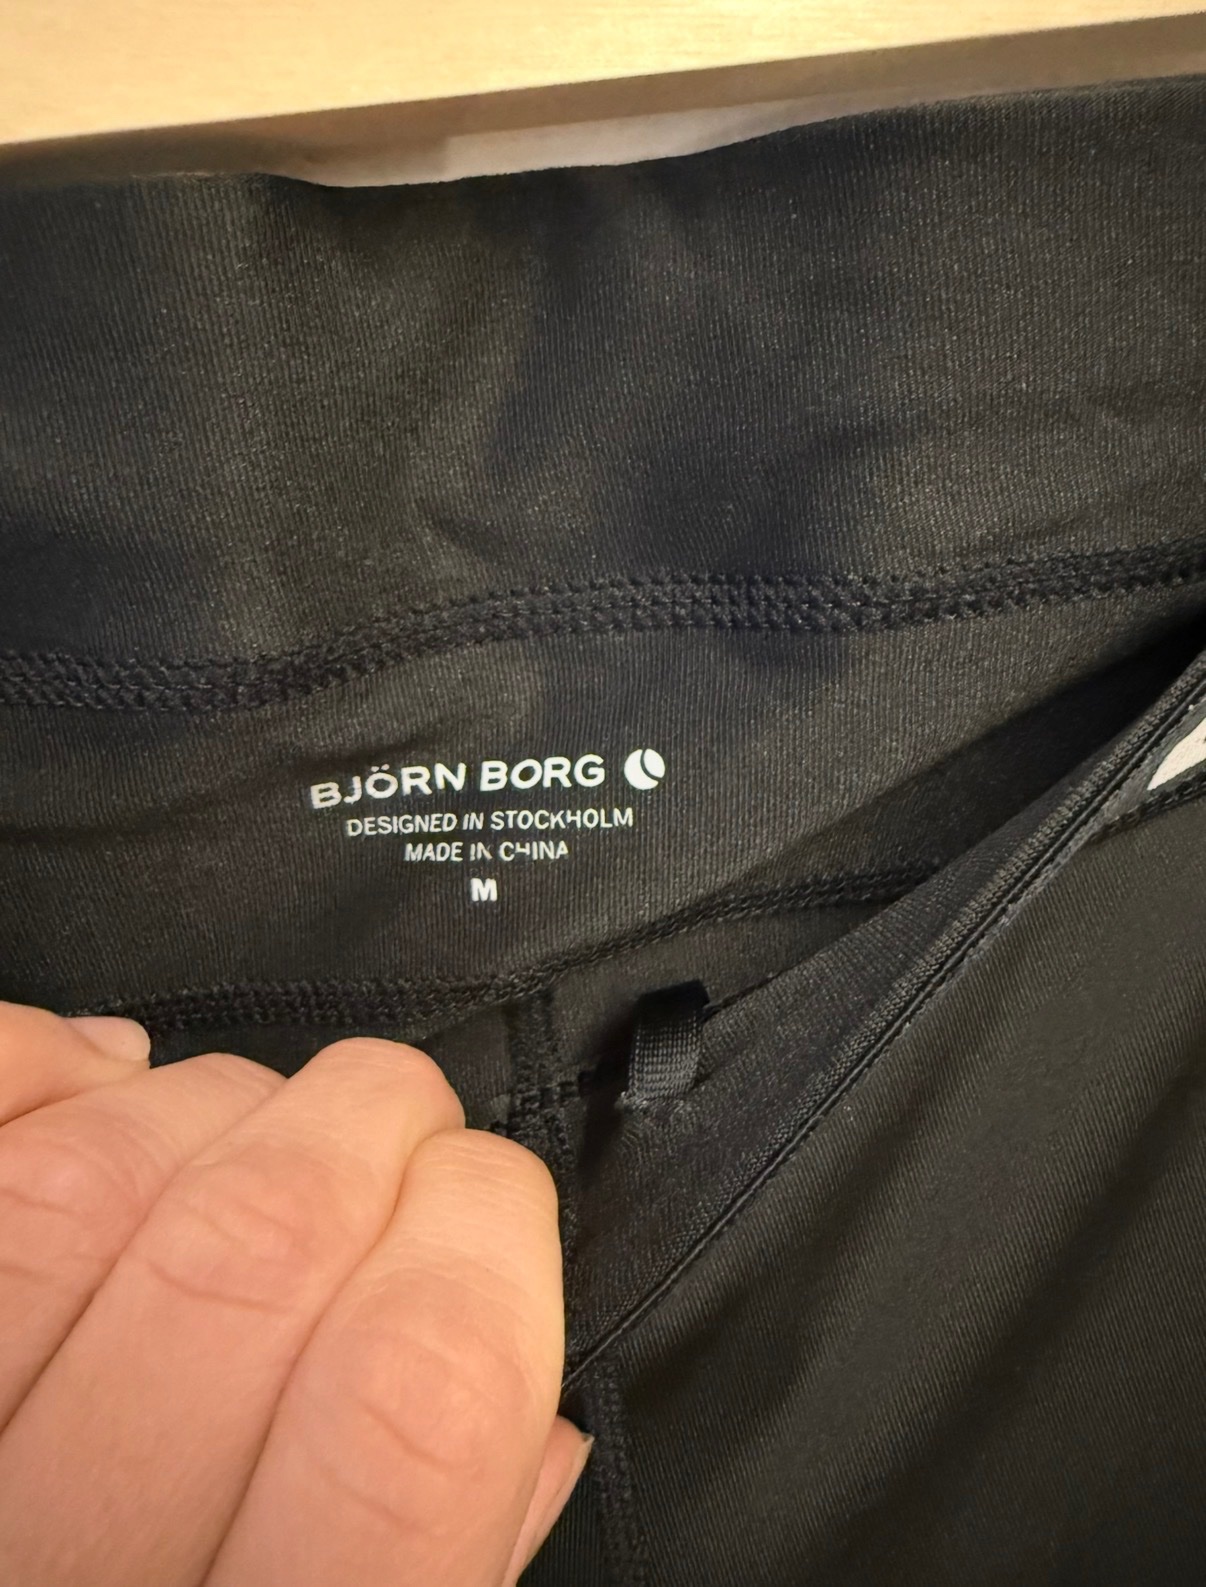 BJÖRN BORG
DESIGNED IN STOCKHOLM
MADE IN CHINA
M